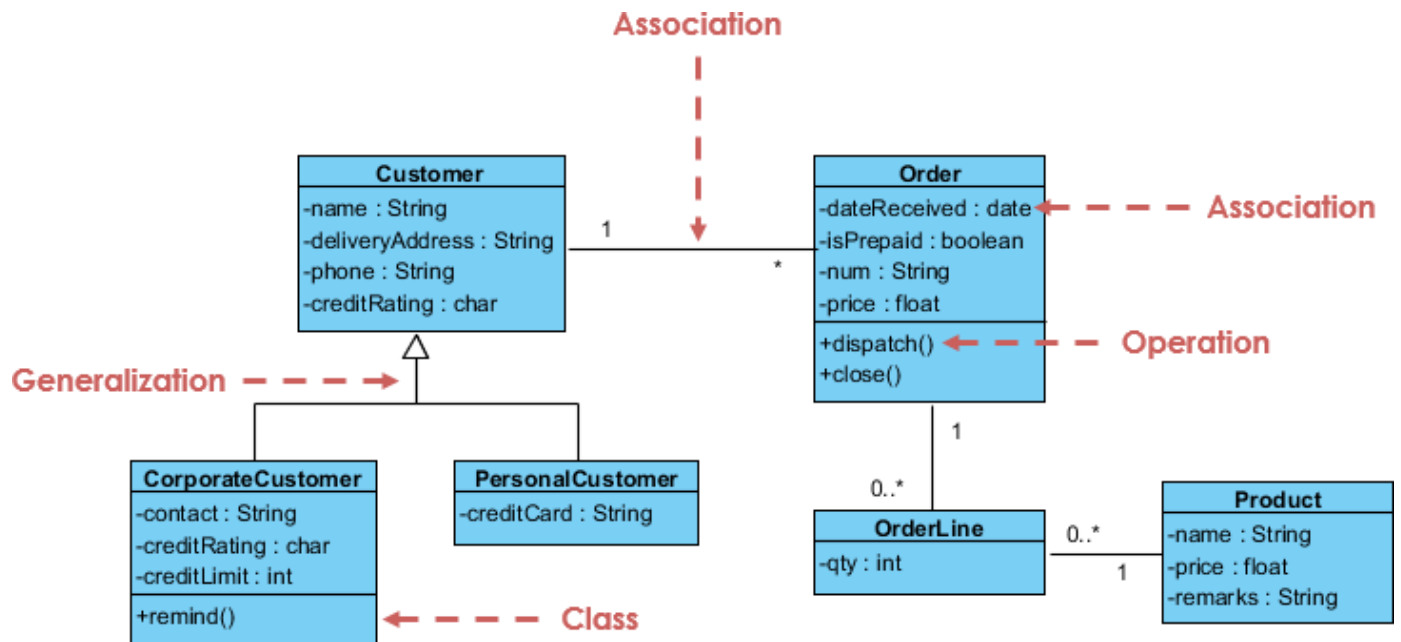 Association
Customer
-name : String
-deliveryAddress : String
-phone : String
-creditRating : char
1
*
Order
-dateReceived : date
-isPrepaid : boolean
-num : String
-price : float
+dispatch()
+close()
Association
Operation
Generalization
CorporateCustomer
-contact : String
-creditRating : char
-creditLimit : int
+remind()
Class
PersonalCustomer
-creditCard : String
1
0..*
OrderLine
-qty : int
0..*
1
Product
-name : String
-price : float
-remarks : String